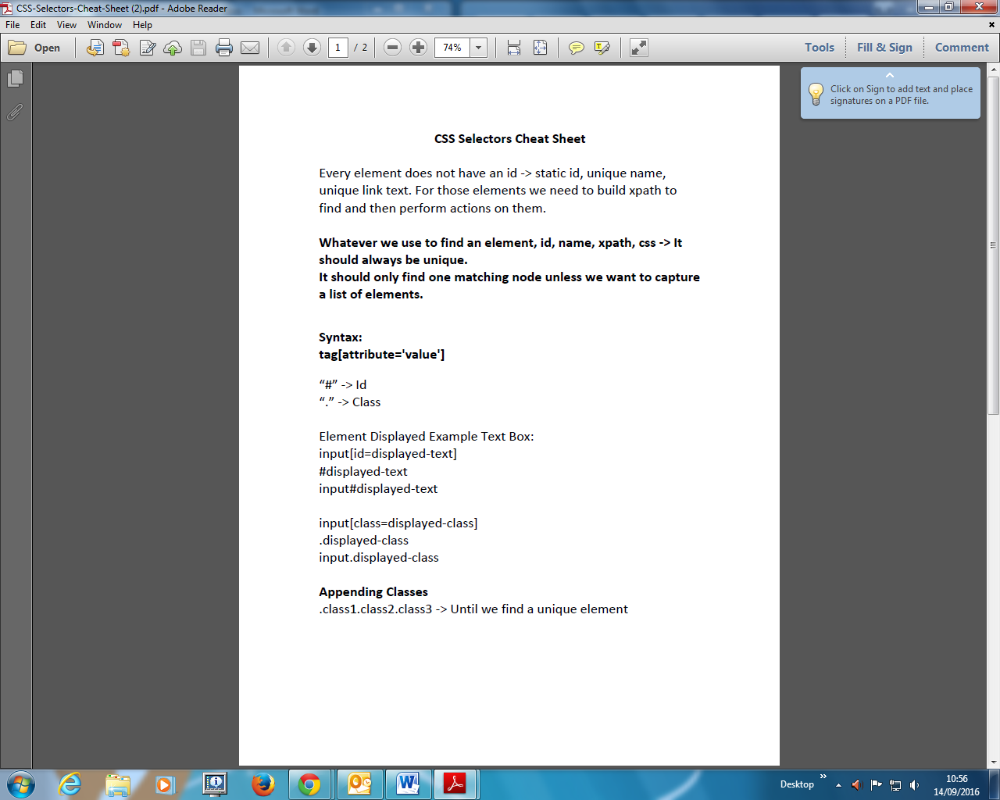 CSS-Selectors-Cheat-Sheet (2).pdf - Adobe Reader
File Edit View Window Help
Open 1 / 2 74% Tools Fill & Sign Comment
Click on Sign to add text and place
signatures on a PDF file.
CSS Selectors Cheat Sheet
Every element does not have an id -> static id, unique name,
unique link text. For those elements we need to build xpath to
find and then perform actions on them.
Whatever we use to find an element, id, name, xpath, css -> It
should always be unique.
It should only find one matching node unless we want to capture
a list of elements.
Syntax:
tag[attribute='value']
“#” -> Id
“.” -> Class
Element Displayed Example Text Box:
input[id=displayed-text]
#displayed-text
input#displayed-text
input[class=displayed-class]
.displayed-class
input.displayed-class
Appending Classes
.class1.class2.class3 -> Until we find a unique element
Desktop
10:56
14/09/2016